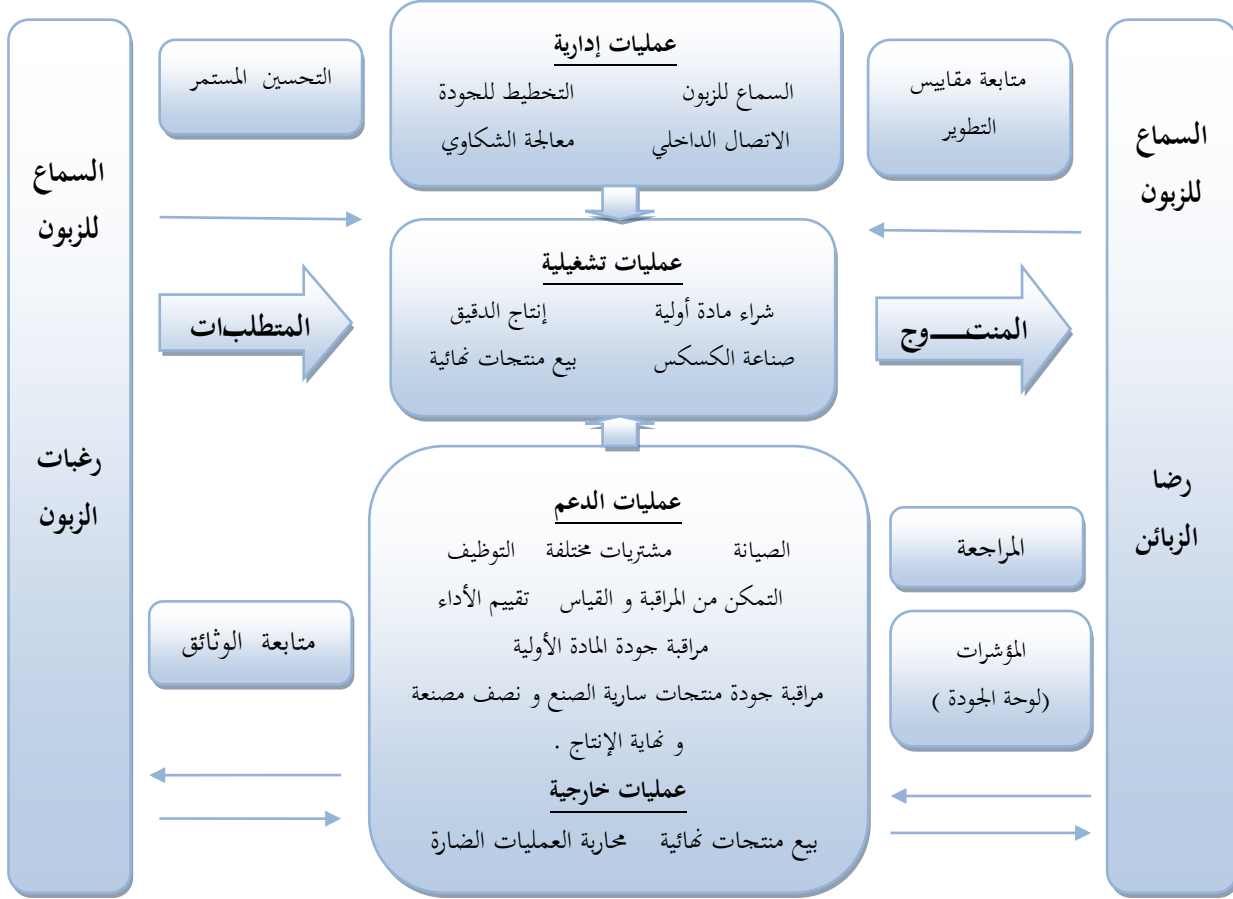 عمليات إدارية
السماع للزبون التخطيط للجودة
الاتصال الداخلي معالجة الشكاوي
متابعة مقاييس
التطوير
التحسين المستمر
السماع
للزبون
رضا
الزبائن
السماع
للزبون
رغبات
الزبون
عمليات تشغيلية
شراء مادة أولية إنتاج الدقيق
صناعة الكسكس بيع منتجات نهائية
المنتـــــوج
المتطلبات
عمليات الدعم
الصيانة مشتريات مختلفة التوظيف
التمكن من المراقبة و القياس تقييم الأداء
مراقبة جودة المادة الأولية
مراقبة جودة منتجات سارية الصنع و نصف مصنعة
و نهاية الإنتاج .
عمليات خارجية
بيع منتجات نهائية محاربة العمليات الضارة
المراجعة
المؤشرات
(لوحة الجودة )
متابعة الوثائق